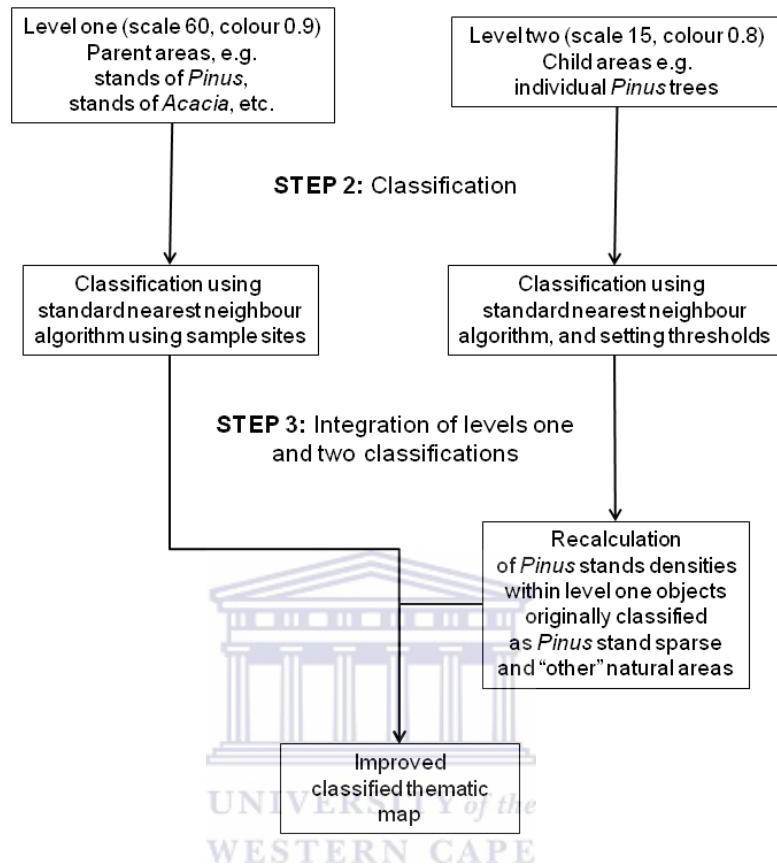 Level one (scale 60, colour 0.9)
Parent areas, e.g.
stands of Pinus,
stands of Acacia, etc.
Level two (scale 15, colour 0.8)
Child areas e.g.
individual Pinus trees
STEP 2: Classification
Classification using
standard nearest neighbour
algorithm using sample sites
Classification using
standard nearest neighbour
algorithm, and setting thresholds
STEP 3: Integration of levels one
and two classifications
Recalculation
of Pinus stands densities
within level one objects
originally classified
as Pinus stand sparse
and “other” natural areas
Improved
classified thematic
map
UNIVERSITY of the
WESTERN CAPE